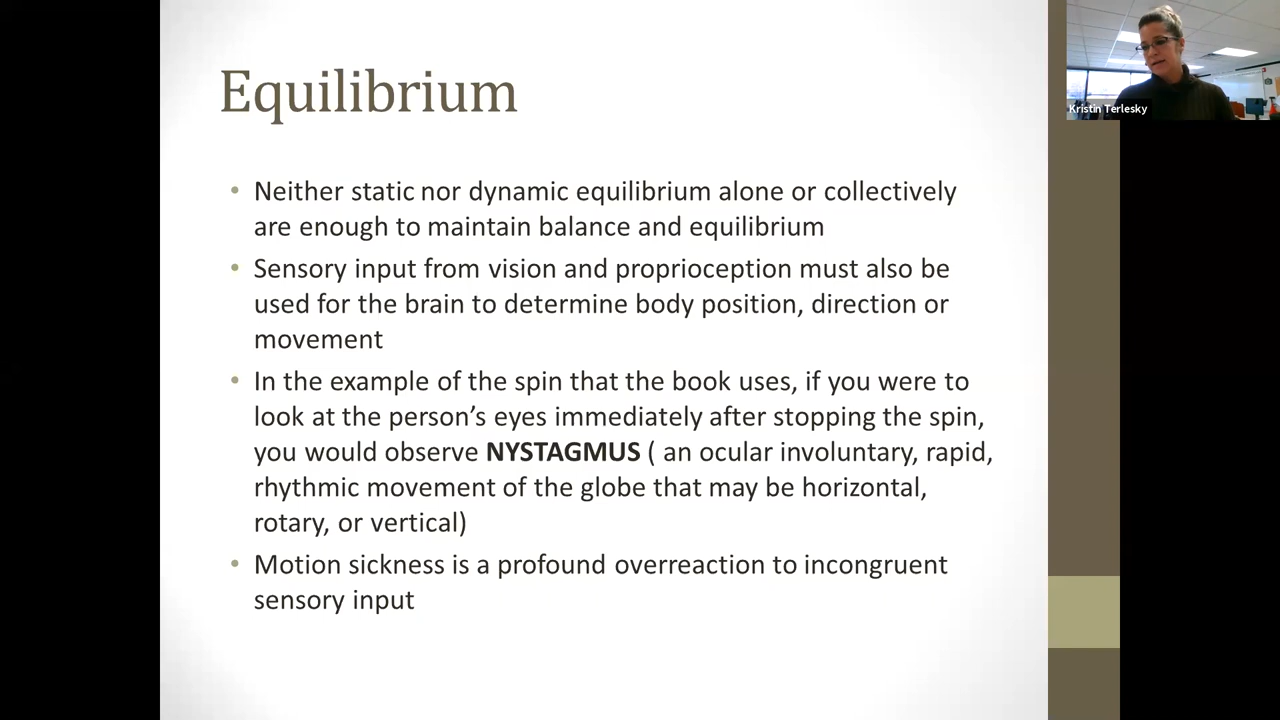 Equilibrium
• Neither static nor dynamic equilibrium alone or collectively
are enough to maintain balance and equilibrium
• Sensory input from vision and proprioception must also be
used for the brain to determine body position, direction or
movement
• In the example of the spin that the book uses, if you were to
look at the person’s eyes immediately after stopping the spin,
you would observe NYSTAGMUS ( an ocular involuntary, rapid,
rhythmic movement of the globe that may be horizontal,
rotary, or vertical)
• Motion sickness is a profound overreaction to incongruent
sensory input
Kristin Terlesky